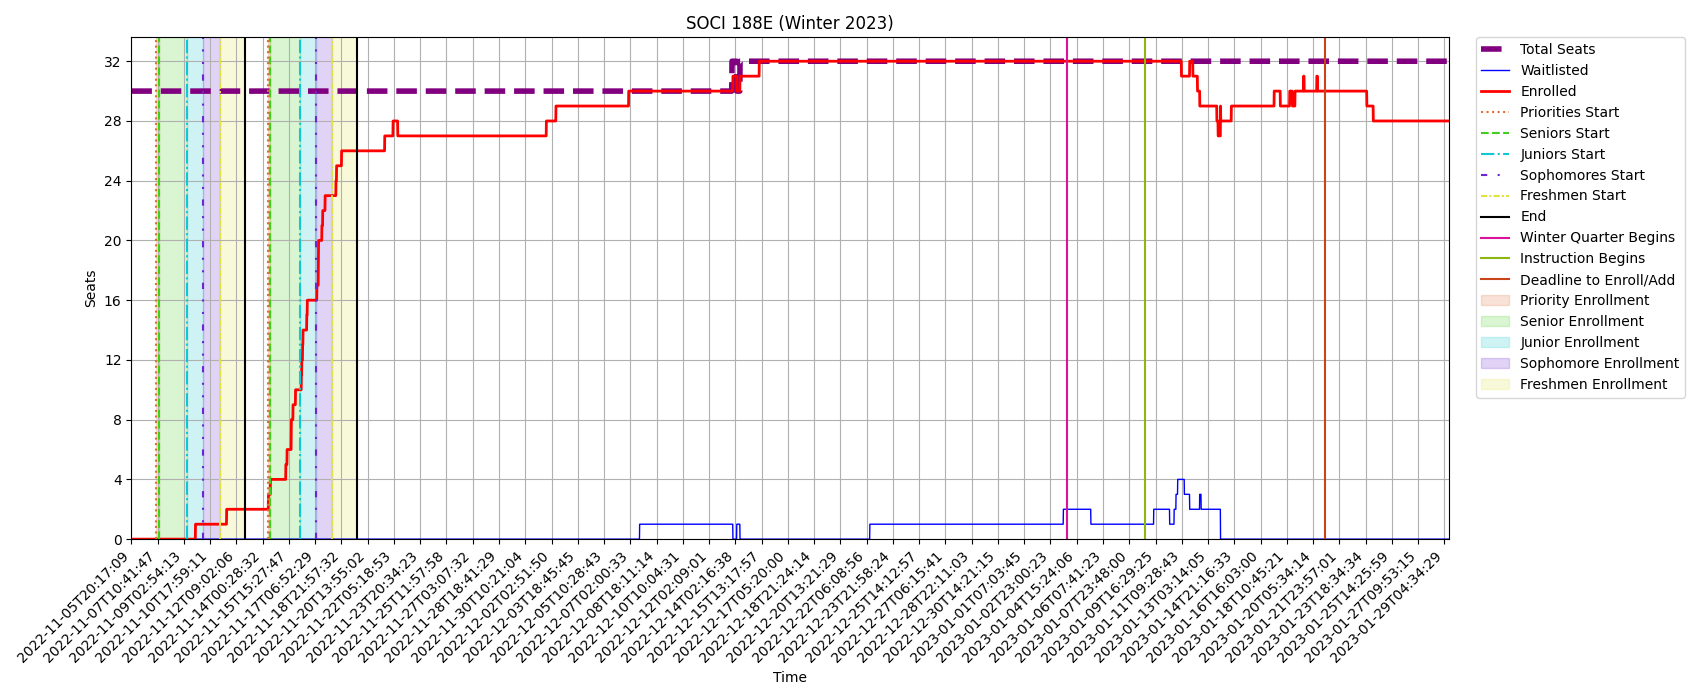 SOCI 188E (Winter 2023)
Seats
32
28
24
20
16
12
8
4
0
2022-11-05T20:17:09
2022-11-07T10:41:47
2022-11-09T02:54:13
2022-11-10T17:59:11
2022-11-12T09:02:06
2022-11-14T00:28:32
2022-11-15T15:27:47
2022-11-17T06:52:29
2022-11-18T21:57:32
2022-11-20T13:55:02
2022-11-22T05:18:53
2022-11-23T20:34:23
2022-11-25T11:57:58
2022-11-27T03:07:32
2022-11-28T18:41:29
2022-11-30T10:21:04
2022-12-02T02:51:50
2022-12-03T18:45:45
2022-12-05T10:28:43
2022-12-07T02:00:33
2022-12-08T18:11:14
2022-12-10T10:04:31
2022-12-12T02:09:01
2022-12-14T02:16:38
2022-12-15T13:17:57
2022-12-17T05:20:00
2022-12-18T21:24:14
2022-12-20T13:21:29
2022-12-22T06:08:56
2022-12-23T21:58:24
2022-12-25T14:12:57
2022-12-27T06:15:41
2022-12-28T22:11:03
2022-12-30T14:21:15
2023-01-01T07:03:45
2023-01-02T23:00:23
2023-01-04T15:24:06
2023-01-06T07:41:23
2023-01-07T23:48:00
2023-01-09T16:29:25
2023-01-11T09:28:43
2023-01-13T03:14:05
2023-01-14T21:16:33
2023-01-16T16:03:00
2023-01-18T10:45:21
2023-01-20T05:34:14
2023-01-21T23:57:01
2023-01-23T18:34:34
2023-01-25T14:25:59
2023-01-27T09:53:15
2023-01-29T04:34:29
Time
Total Seats
Waitlisted
Enrolled
Priorities Start
Seniors Start
Juniors Start
Sophomores Start
Freshmen Start
End
Winter Quarter Begins
Instruction Begins
Deadline to Enroll/Add
Priority Enrollment
Senior Enrollment
Junior Enrollment
Sophomore Enrollment
Freshmen Enrollment